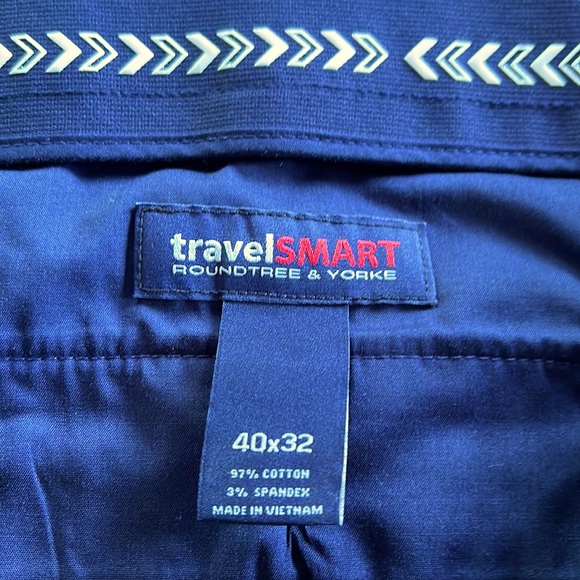 travelSMART
ROUNDTREE & YORKE
40x32
97% COTTON
3% SPANDEX
MADE IN VIETNAM